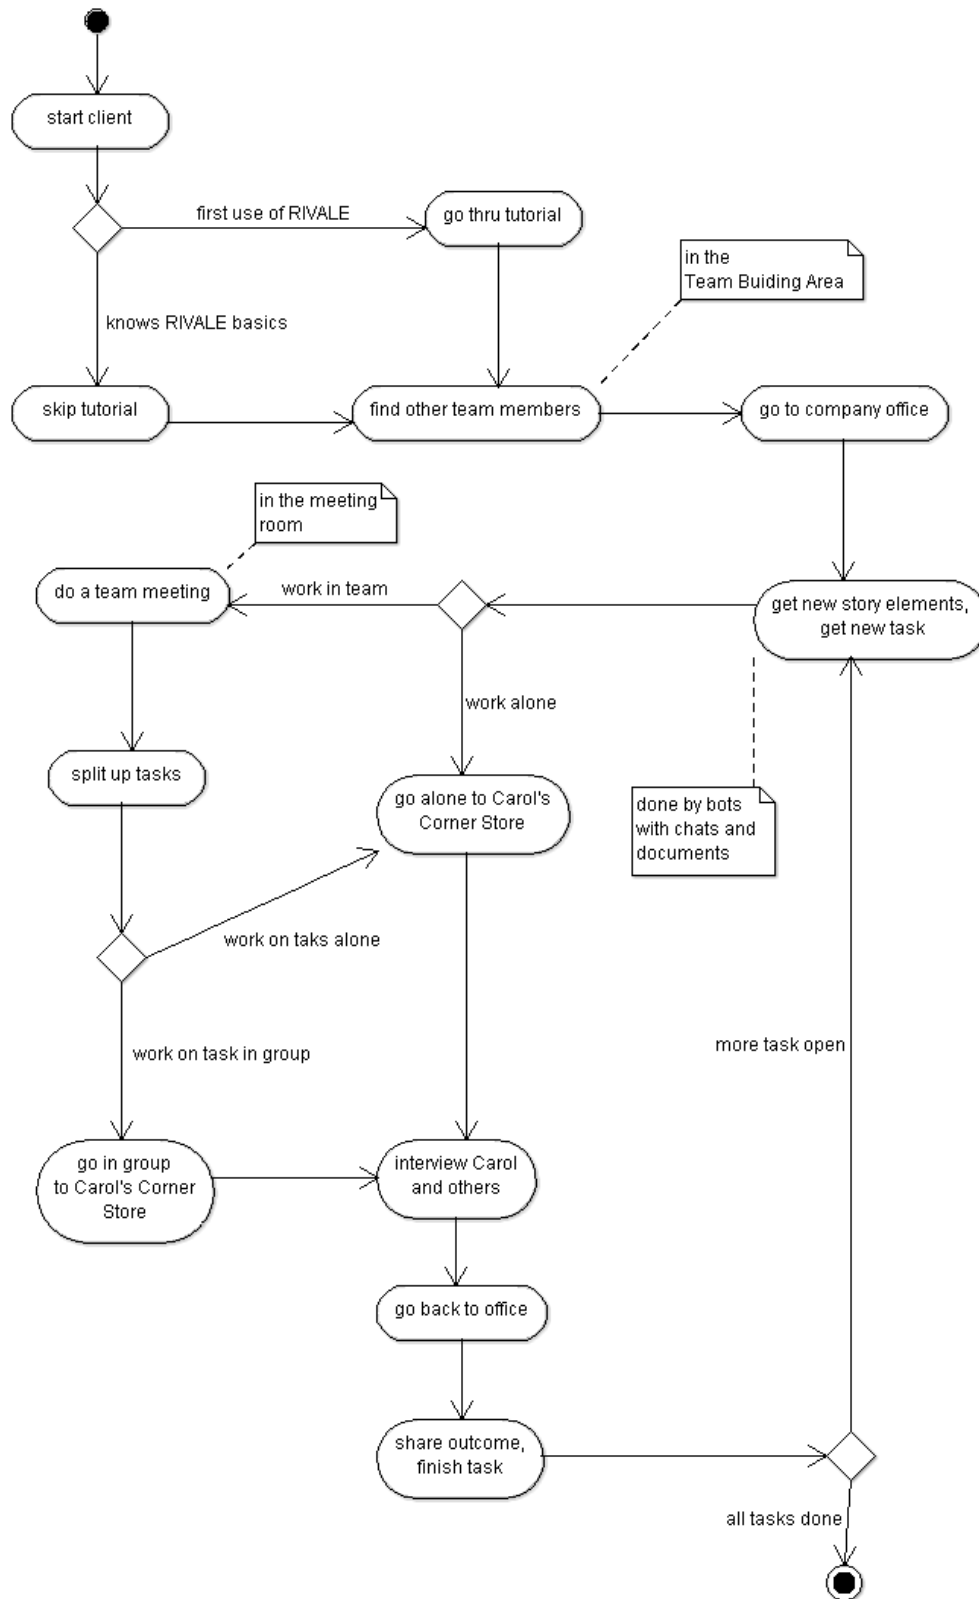 start client
first use of RIVALE
go thru tutorial
in the
Team Buiding Area
knows RIVALE basics
skip tutorial
find other team members
go to company office
in the meeting
room
do a team meeting
work in team
get new story elements,
get new task
work alone
split up tasks
go alone to Carol's
Corner Store
done by bots
with chats and
documents
work on taks alone
work on task in group
more task open
go in group
to Carol's Corner
Store
interview Carol
and others
go back to office
share outcome,
finish task
all tasks done